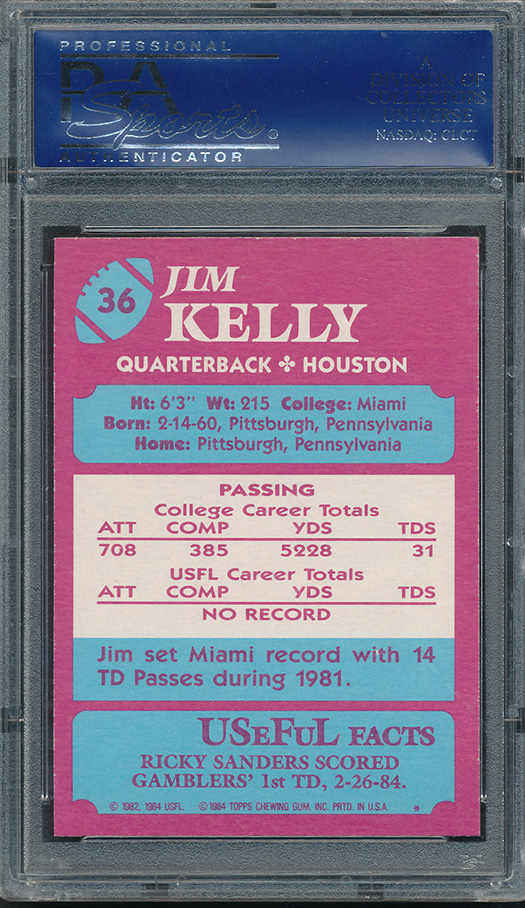 PROFESSIONAL
PSA
Sports®
AUTHENTICATOR
A
DIVISION OF
COLLECTORS
UNIVERSE
NASDAQ: CLCT
36
JIM
KELLY
QUARTERBACK ✤ HOUSTON
Ht: 6'3" Wt: 215 College: Miami
Born: 2-14-60, Pittsburgh, Pennsylvania
Home: Pittsburgh, Pennsylvania
PASSING
College Career Totals
ATT COMP YDS TDS
708 385 5228 31
USFL Career Totals
ATT COMP YDS TDS
NO RECORD
Jim set Miami record with 14
TD Passes during 1981.
USEFUL FACTS
RICKY SANDERS SCORED
GAMBLERS' 1st TD, 2-26-84.
© 1982, 1984 USFL. © 1984 TOPPS CHEWING GUM, INC. PRTD. IN U.S.A. *